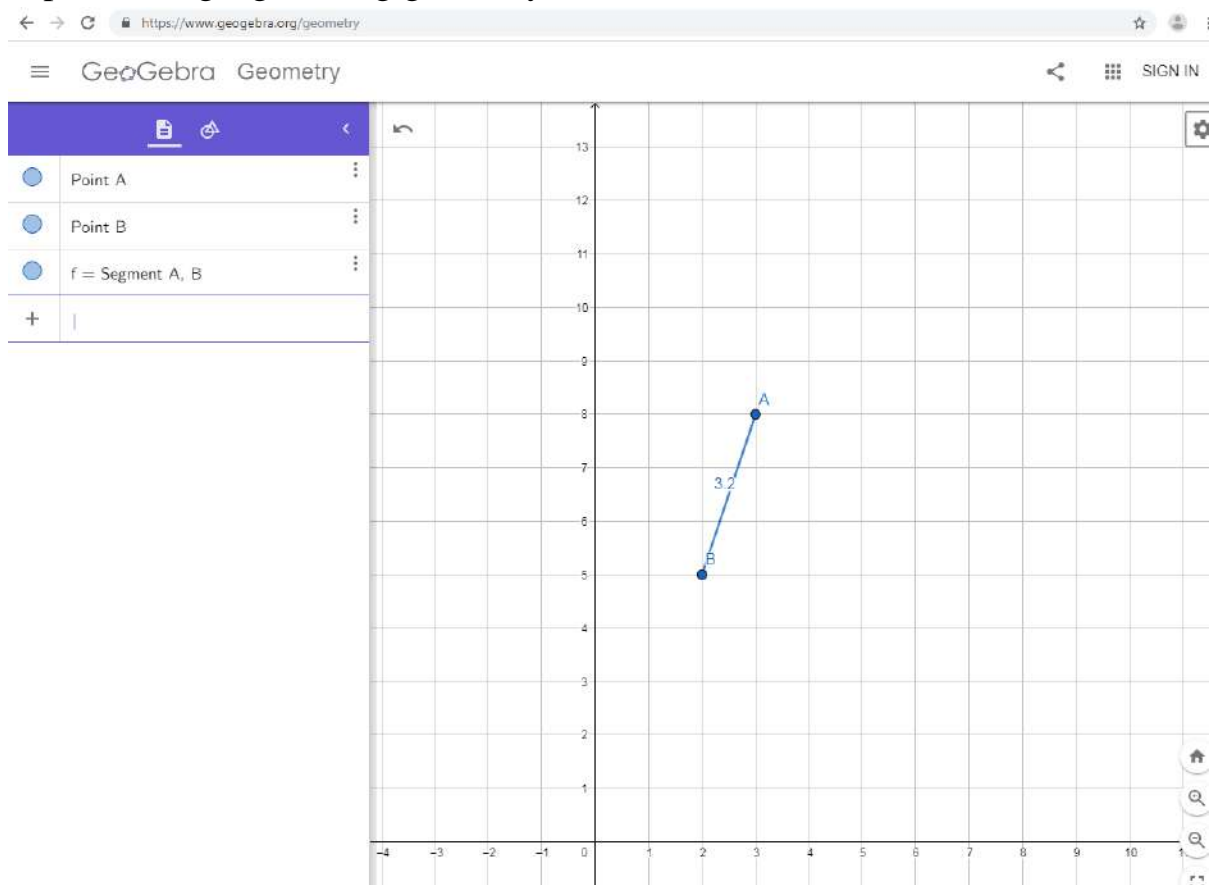 https://www.geogebra.org/geometry
GeoGebra Geometry
SIGN IN
Point A
Point B
f = Segment A, B
+
13
12
11
10
9
A
8
7
3.2
6
B
5
4
3
2
1
-4 -3 -2 -1 0 1 2 3 4 5 6 7 8 9 10